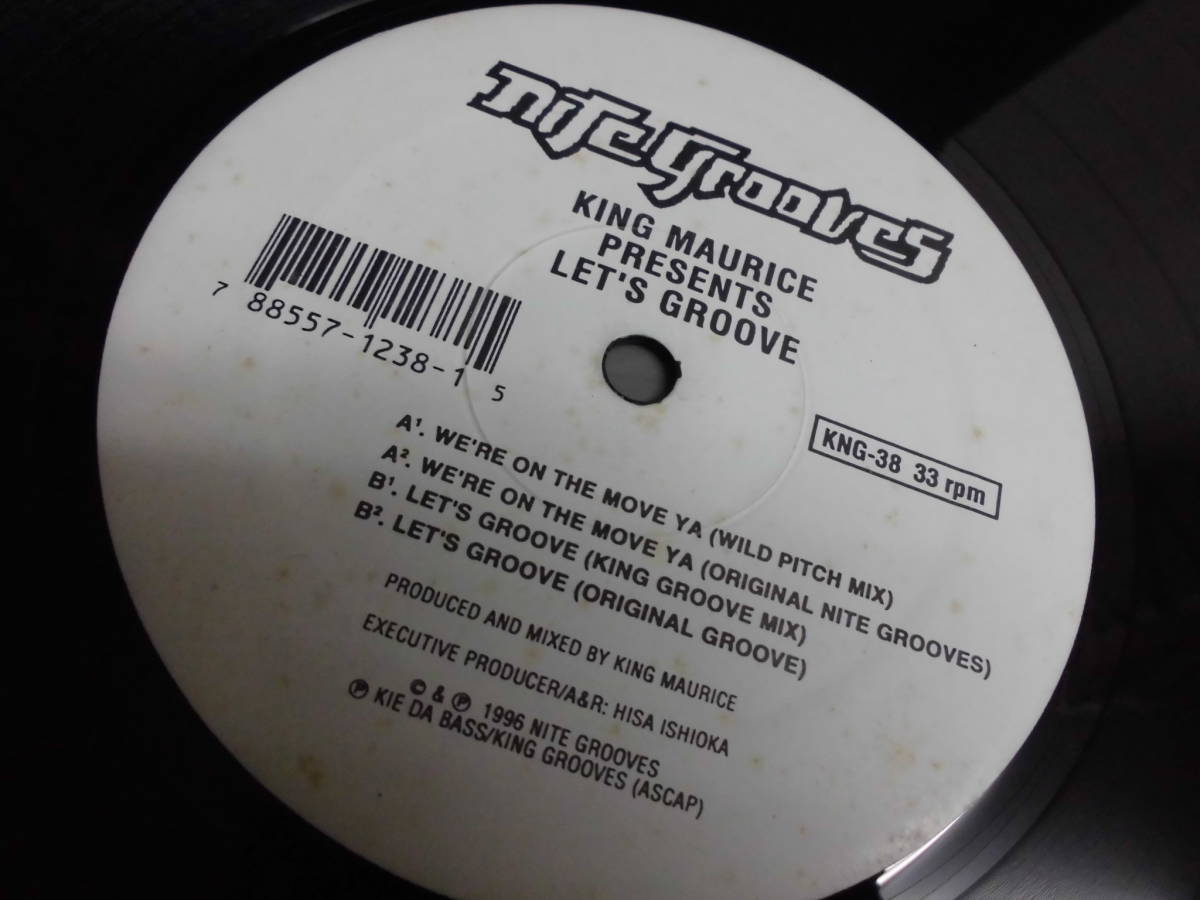 Nite Grooves
KING MAURICE
PRESENTS
LET'S GROOVE
7 88557-1238-1 5
KNG-38 33 rpm
A1. WE'RE ON THE MOVE YA (WILD PITCH MIX)
A2. WE'RE ON THE MOVE YA (ORIGINAL NITE GROOVES)
B1. LET'S GROOVE (KING GROOVE MIX)
B2. LET'S GROOVE (ORIGINAL GROOVE)
PRODUCED AND MIXED BY KING MAURICE
EXECUTIVE PRODUCER/A&R: HISA ISHIOKA
© & ℗ 1996 NITE GROOVES
℗ KIE DA BASS/KING GROOVES (ASCAP)